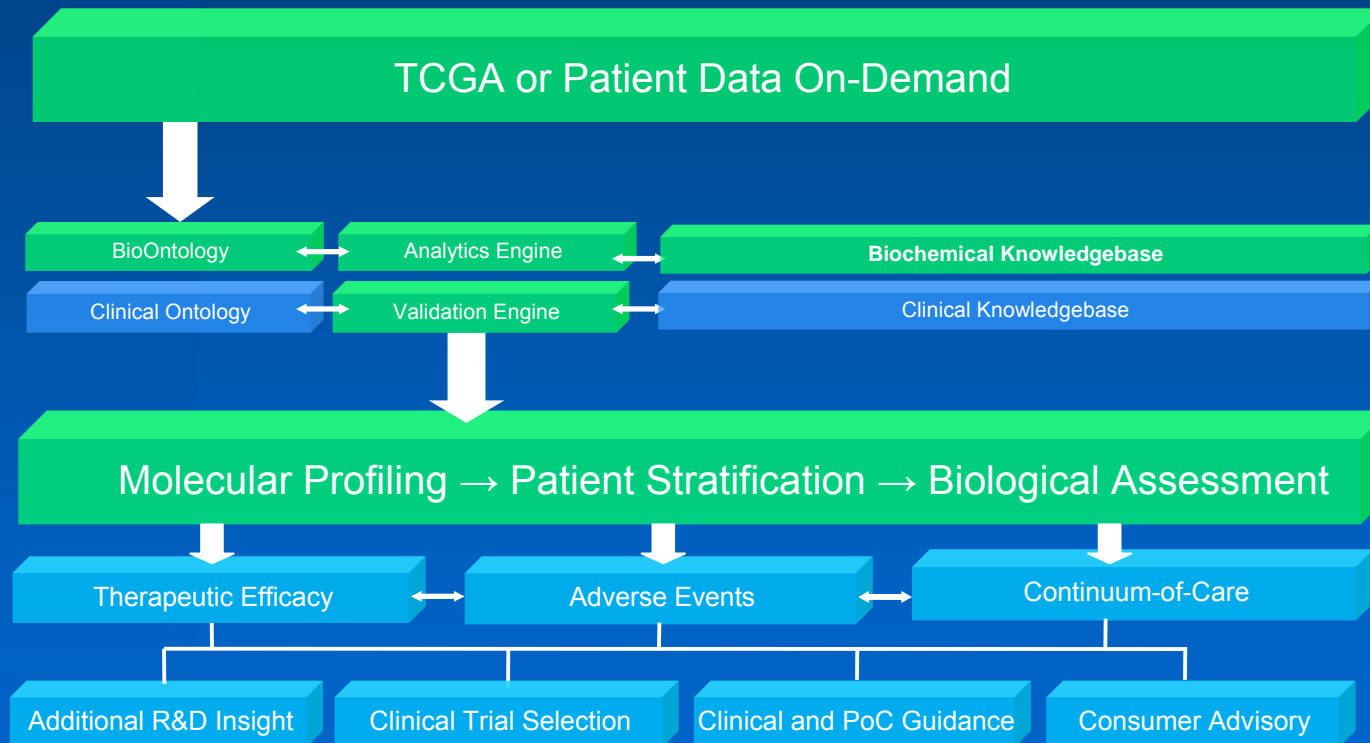 TCGA or Patient Data On-Demand
BioOntology
Analytics Engine
Biochemical Knowledgebase
Clinical Ontology
Validation Engine
Clinical Knowledgebase
Molecular Profiling → Patient Stratification → Biological Assessment
Therapeutic Efficacy
Adverse Events
Continuum-of-Care
Additional R&D Insight
Clinical Trial Selection
Clinical and PoC Guidance
Consumer Advisory